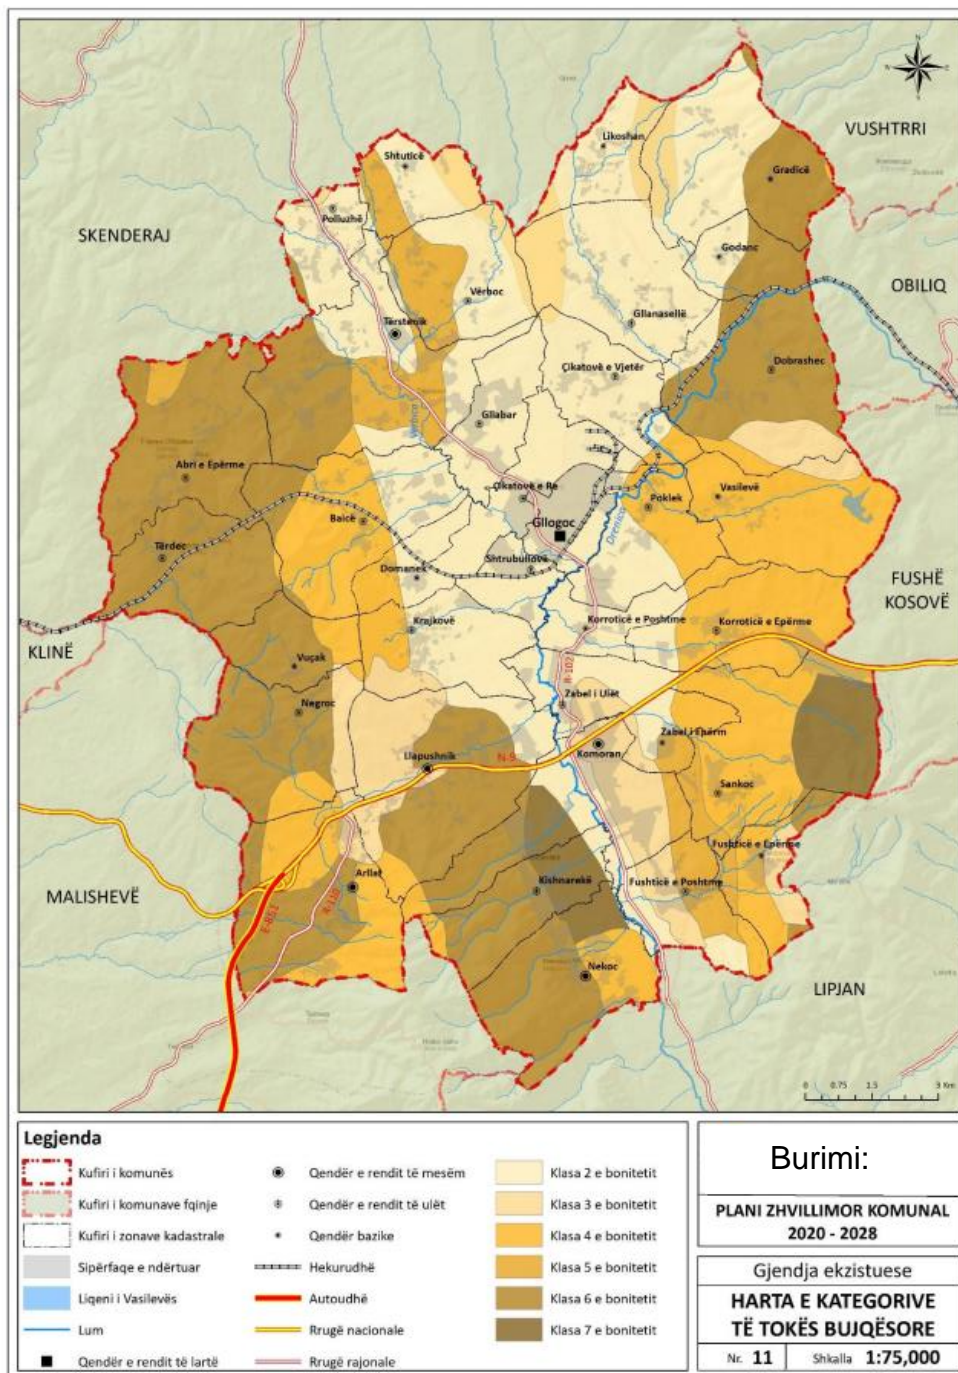 N
W
E
S
VUSHTRRI
SKENDERAJ
OBILIQ
FUSHË
KOSOVË
KLINË
MALISHEVË
LIPJAN
Likoshan
Shtuticë
Gradicë
Polluzhë
Godanc
Vërboc
Tërstenik
Gllanasellë
Dobrashec
Çikatovë e Vjetër
Verbica
Gllabar
Abri e Epërme
Çikatovë e Re
Vasilevë
Poklek
Baicë
Gllogoc
Drenica
Tërdec
Shtrubullovë
Domanek
Krajkovë
Korroticë e Poshtme
Korroticë e Epërme
Vuçak
R-102
Negroc
Zabel i Ulët
Zabel i Epërm
Komoran
Llapushnik
N-9
Sankoc
Fushticë e Epërme
Arllat
Kishnarekë
Fushticë e Poshtme
E-851
Nekoc
0 0.75 1.5 3 Km
Legjenda
Kufiri i komunës
Kufiri i komunave fqinje
Kufiri i zonave kadastrale
Sipërfaqe e ndërtuar
Liqeni i Vasilevës
Lum
Qendër e rendit të lartë
Qendër e rendit të mesëm
Qendër e rendit të ulët
Qendër bazike
Hekurudhë
Autoudhë
Rrugë nacionale
Rrugë rajonale
Klasa 2 e bonitetit
Klasa 3 e bonitetit
Klasa 4 e bonitetit
Klasa 5 e bonitetit
Klasa 6 e bonitetit
Klasa 7 e bonitetit
Burimi:
PLANI ZHVILLIMOR KOMUNAL
2020 - 2028
Gjendja ekzistuese
HARTA E KATEGORIVE
TË TOKËS BUJQËSORE
Nr. 11 Shkalla 1:75,000